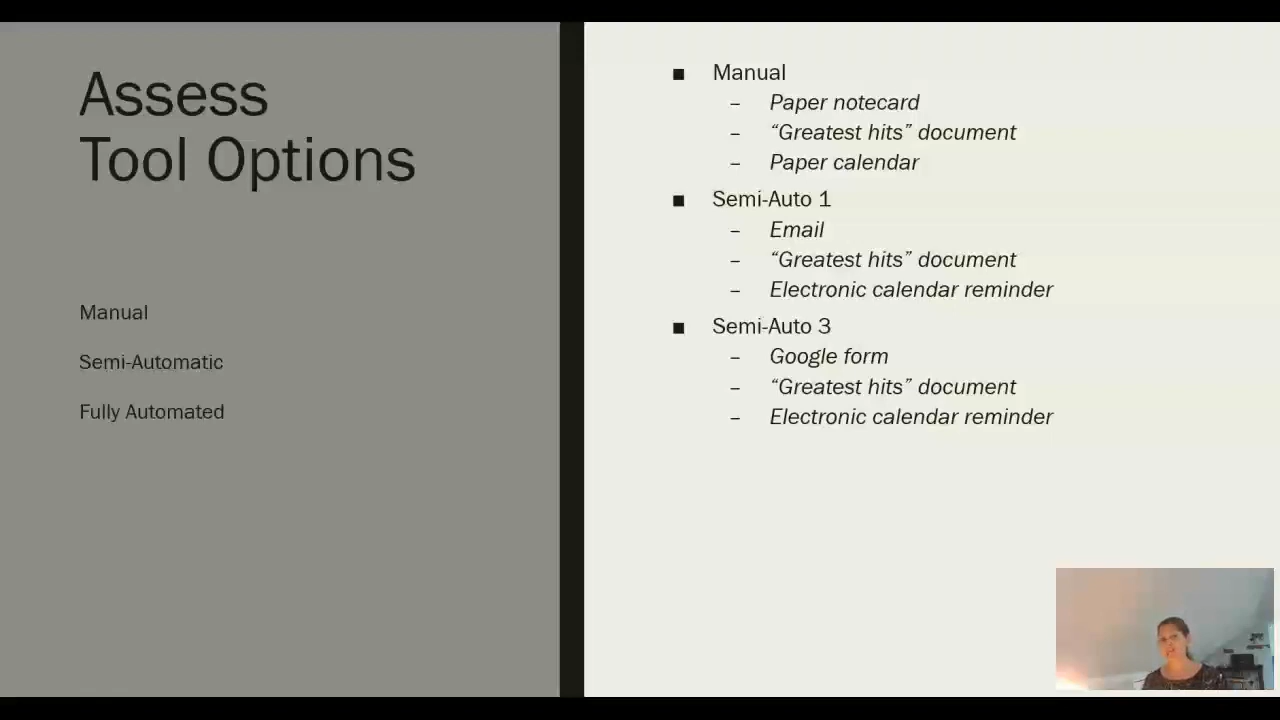 Assess
Tool Options
Manual
Semi-Automatic
Fully Automated
■ Manual
– Paper notecard
– “Greatest hits” document
– Paper calendar
■ Semi-Auto 1
– Email
– “Greatest hits” document
– Electronic calendar reminder
■ Semi-Auto 3
– Google form
– “Greatest hits” document
– Electronic calendar reminder